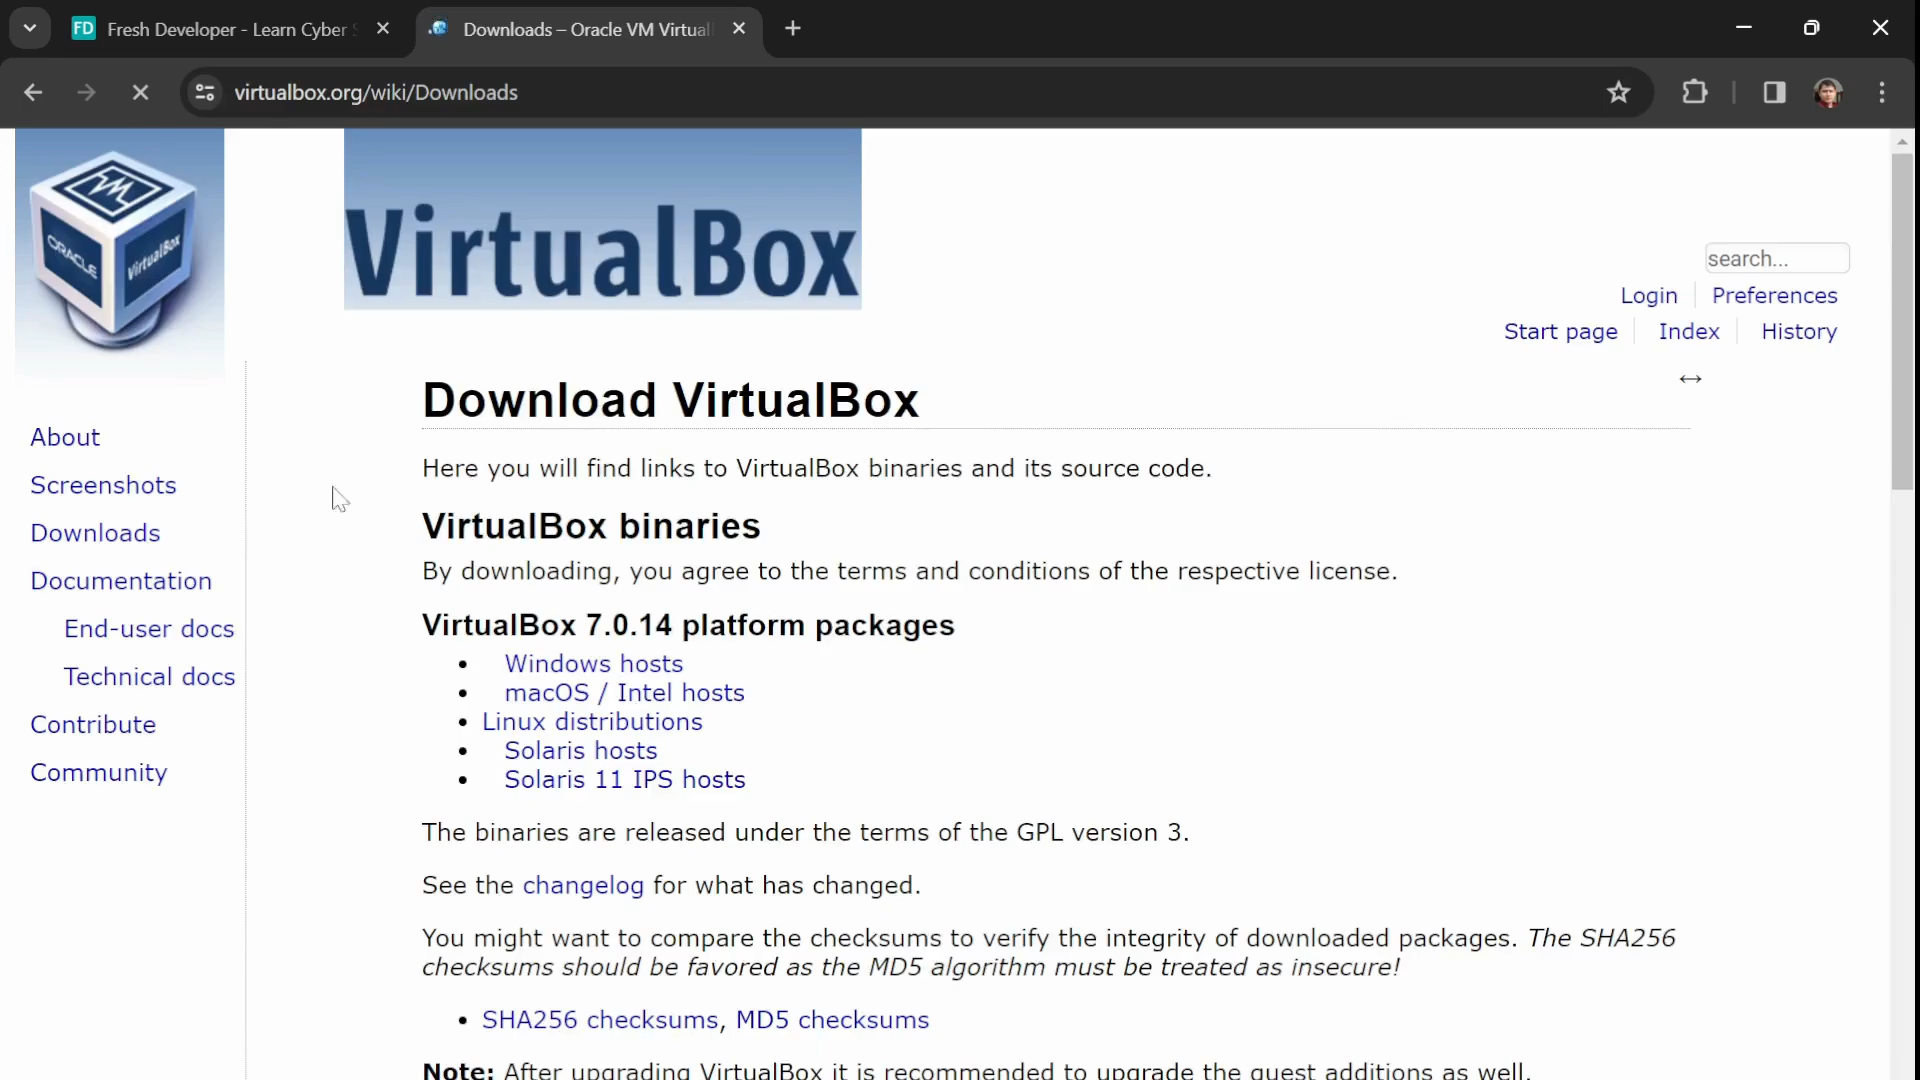 FD Fresh Developer - Learn Cyber
Downloads – Oracle VM Virtual
virtualbox.org/wiki/Downloads
VM
ORACLE
VirtualBox
VirtualBox
search...
Login
Preferences
Start page
Index
History
About
Screenshots
Downloads
Documentation
End-user docs
Technical docs
Contribute
Community
Download VirtualBox
Here you will find links to VirtualBox binaries and its source code.
VirtualBox binaries
By downloading, you agree to the terms and conditions of the respective license.
VirtualBox 7.0.14 platform packages
• Windows hosts
• macOS / Intel hosts
• Linux distributions
• Solaris hosts
• Solaris 11 IPS hosts
The binaries are released under the terms of the GPL version 3.
See the changelog for what has changed.
You might want to compare the checksums to verify the integrity of downloaded packages. The SHA256
checksums should be favored as the MD5 algorithm must be treated as insecure!
• SHA256 checksums, MD5 checksums
Note: After upgrading VirtualBox it is recommended to upgrade the guest additions as well.